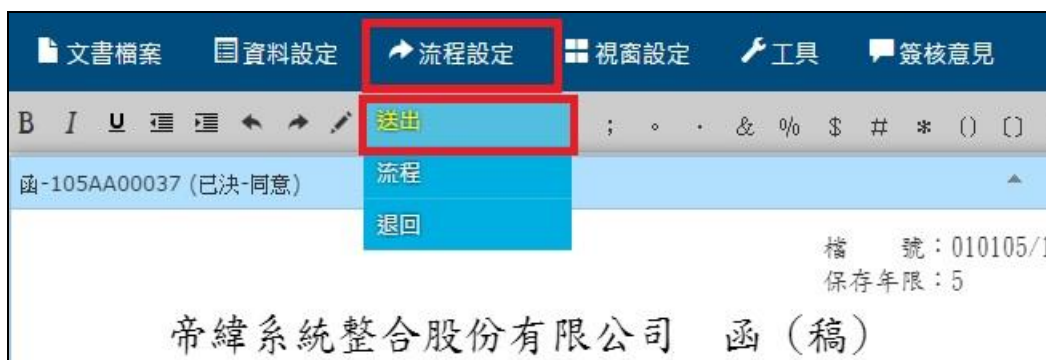 文書檔案 資料設定 流程設定 視窗設定 工具 簽核意見
B I U 送出 ; 。 · & % $ # * () 〔〕
函-105AA00037 (已決-同意) 流程
退回
檔 號：010105/1
保存年限：5
帝緯系統整合股份有限公司 函（稿）